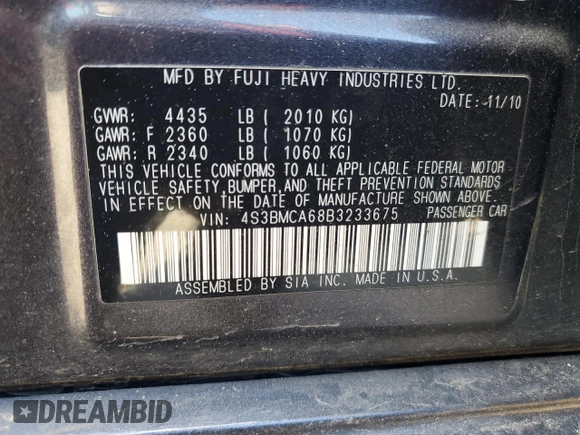 MFD BY FUJI HEAVY INDUSTRIES LTD.
DATE: 11/10
GVWR: 4435 LB ( 2010 KG)
GAWR: F 2360 LB ( 1070 KG)
GAWR: R 2340 LB ( 1060 KG)
THIS VEHICLE CONFORMS TO ALL APPLICABLE FEDERAL MOTOR
VEHICLE SAFETY,BUMPER,AND THEFT PREVENTION STANDARDS
IN EFFECT ON THE DATE OF MANUFACTURE SHOWN ABOVE.
VIN: 4S3BMCA68B3233675 PASSENGER CAR
ASSEMBLED BY SIA INC. MADE IN U.S.A.
DREAMBID